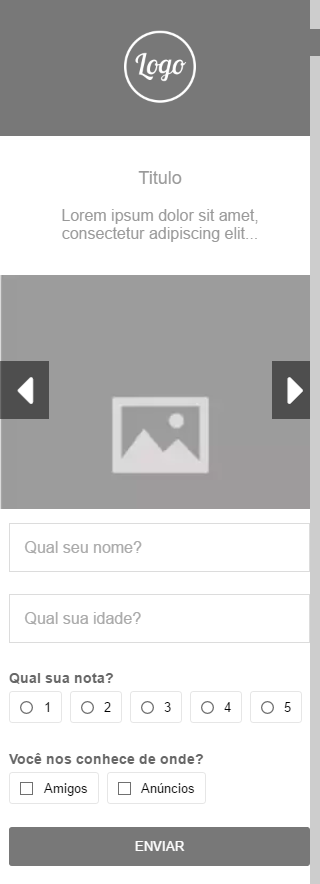 Logo
Titulo
Lorem ipsum dolor sit amet,
consectetur adipiscing elit...
Qual seu nome?
Qual sua idade?
Qual sua nota?
1 2 3 4 5
Você nos conhece de onde?
Amigos Anúncios
ENVIAR